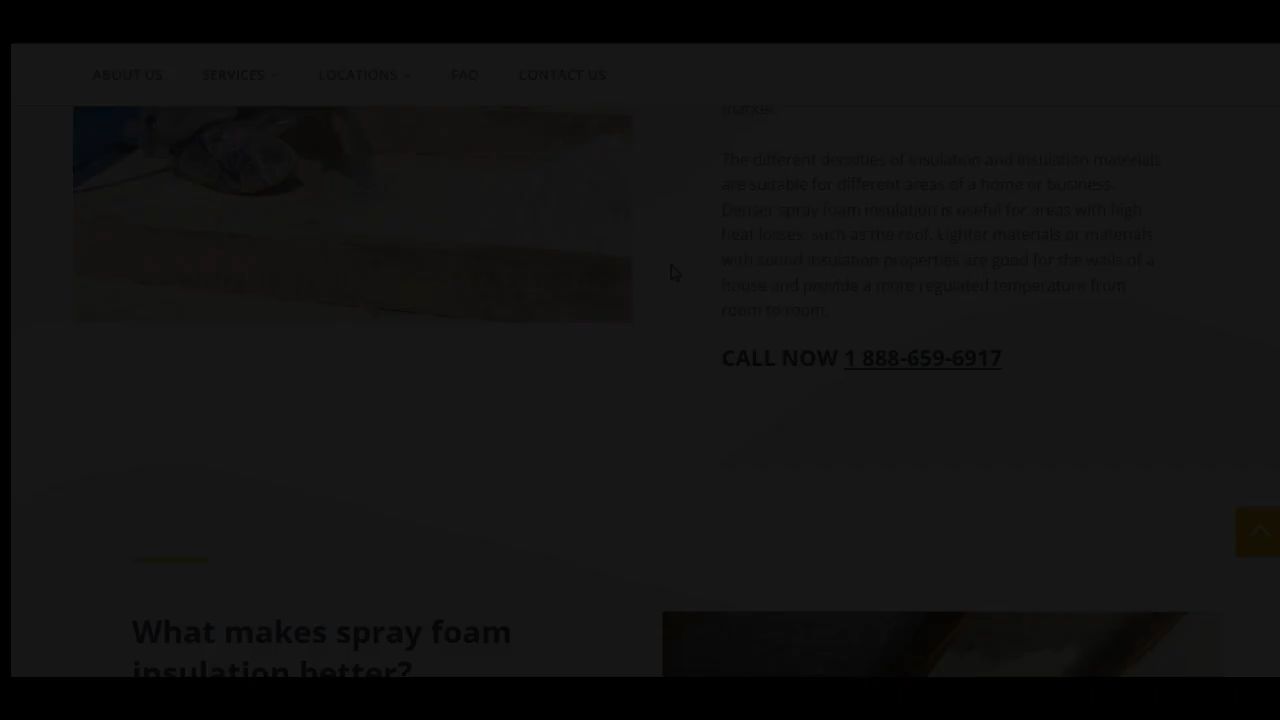 ABOUT US SERVICES LOCATIONS FAQ CONTACT US
The different densities of insulation and insulation materials
are suitable for different areas of a home or business.
Denser spray foam insulation is useful for areas with high
heat losses, such as the roof. Lighter materials or materials
with sound insulation properties are good for the walls of a
house and provide a more regulated temperature from
room to room.
CALL NOW 1 888-659-6917
What makes spray foam
insulation better?